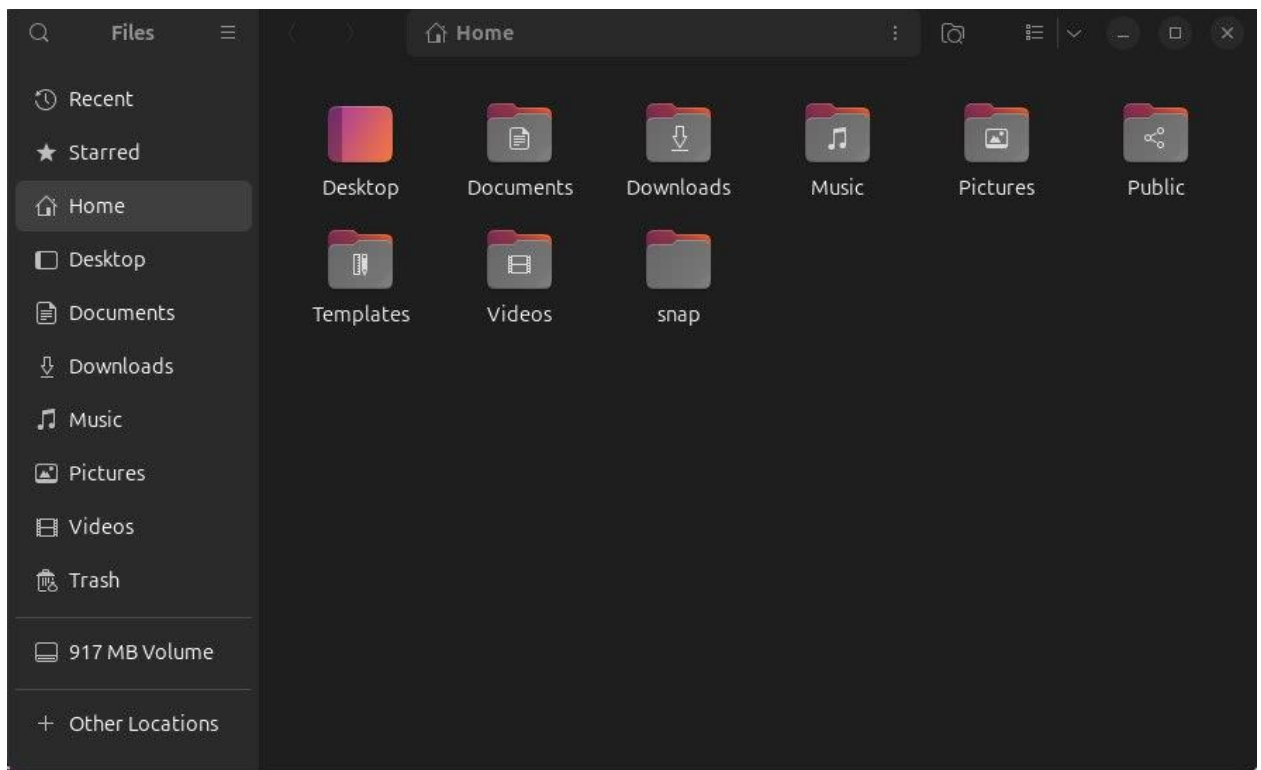 Files
Home
Recent
Starred
Home
Desktop
Documents
Downloads
Music
Pictures
Videos
Trash
917 MB Volume
Other Locations
Desktop Documents Downloads Music Pictures Public
Templates Videos snap